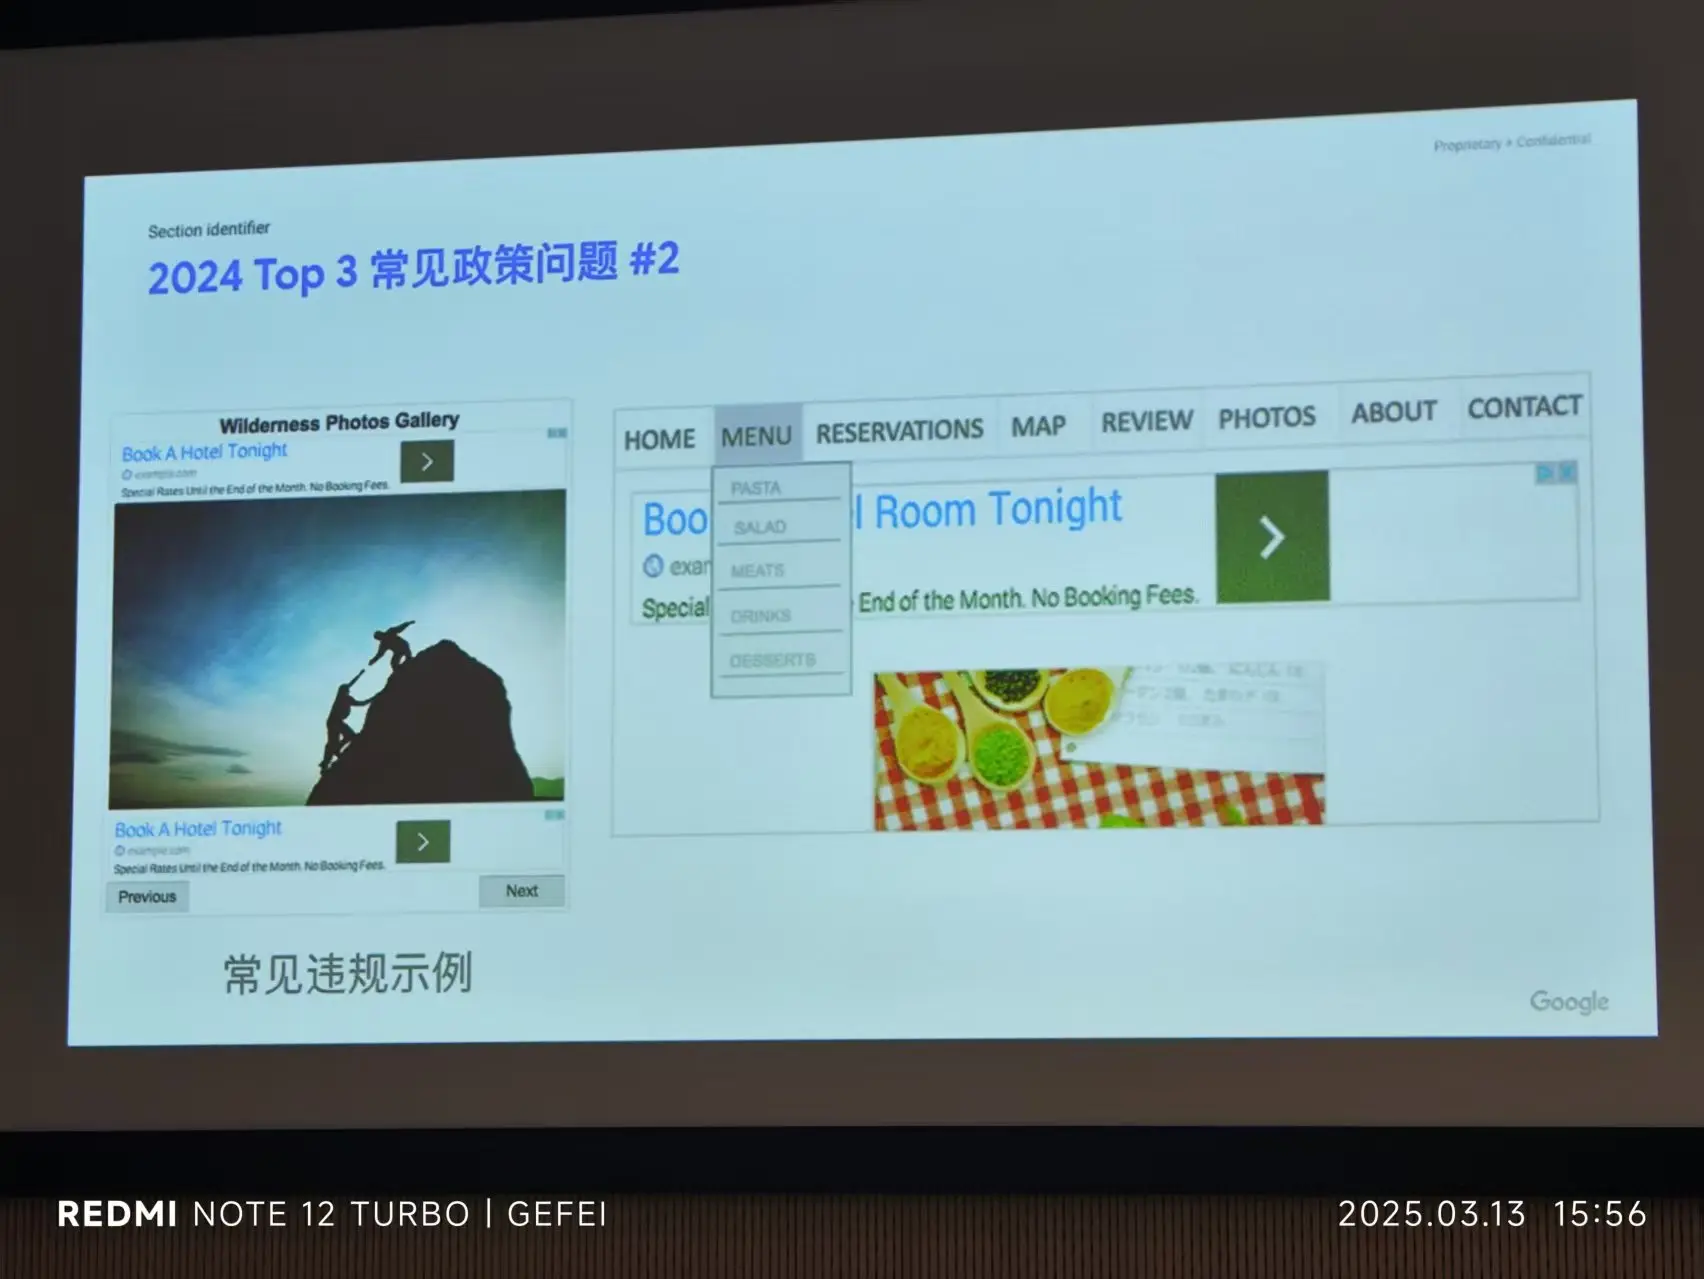 Proprietary + Confidential
Section identifier
2024 Top 3 常见政策问题 #2
Wilderness Photos Gallery
Book A Hotel Tonight
example.com
Special Rates Until the End of the Month. No Booking Fees.
Book A Hotel Tonight
example.com
Special Rates Until the End of the Month. No Booking Fees.
Previous
Next
常见违规示例
HOME MENU RESERVATIONS MAP REVIEW PHOTOS ABOUT CONTACT
PASTA
SALAD
MEATS
DRINKS
DESSERTS
Boo l Room Tonight
exam
Special End of the Month. No Booking Fees.
Google
REDMI NOTE 12 TURBO | GEFEI
2025.03.13 15:56